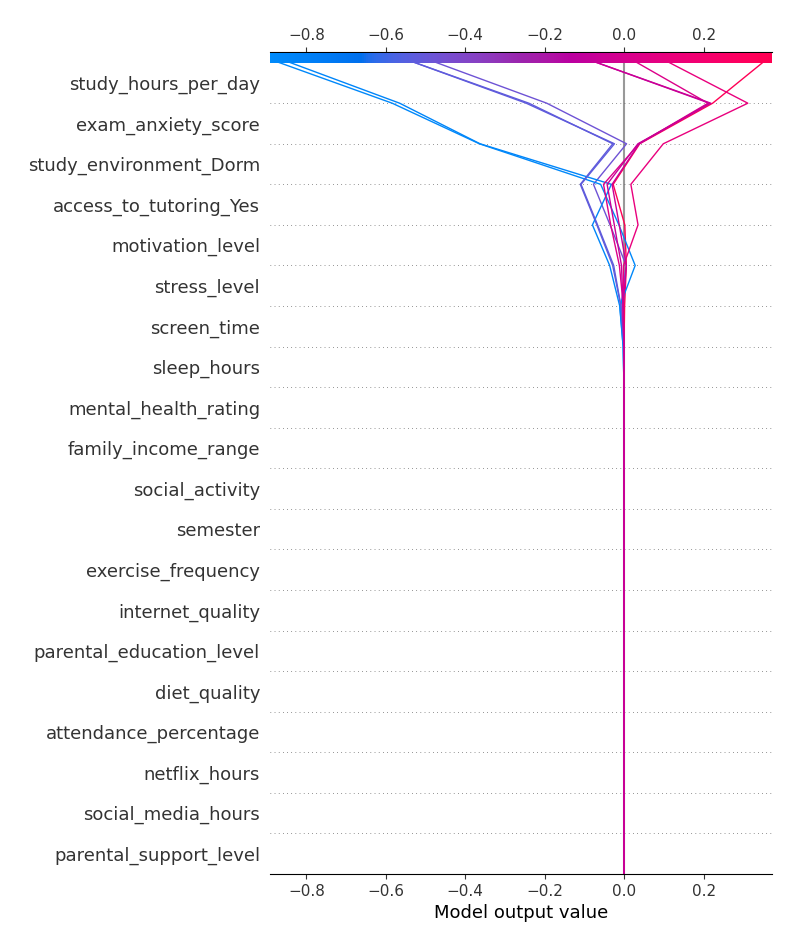 −0.8 −0.6 −0.4 −0.2 0.0 0.2
study_hours_per_day
exam_anxiety_score
study_environment_Dorm
access_to_tutoring_Yes
motivation_level
stress_level
screen_time
sleep_hours
mental_health_rating
family_income_range
social_activity
semester
exercise_frequency
internet_quality
parental_education_level
diet_quality
attendance_percentage
netflix_hours
social_media_hours
parental_support_level
−0.8 −0.6 −0.4 −0.2 0.0 0.2
Model output value